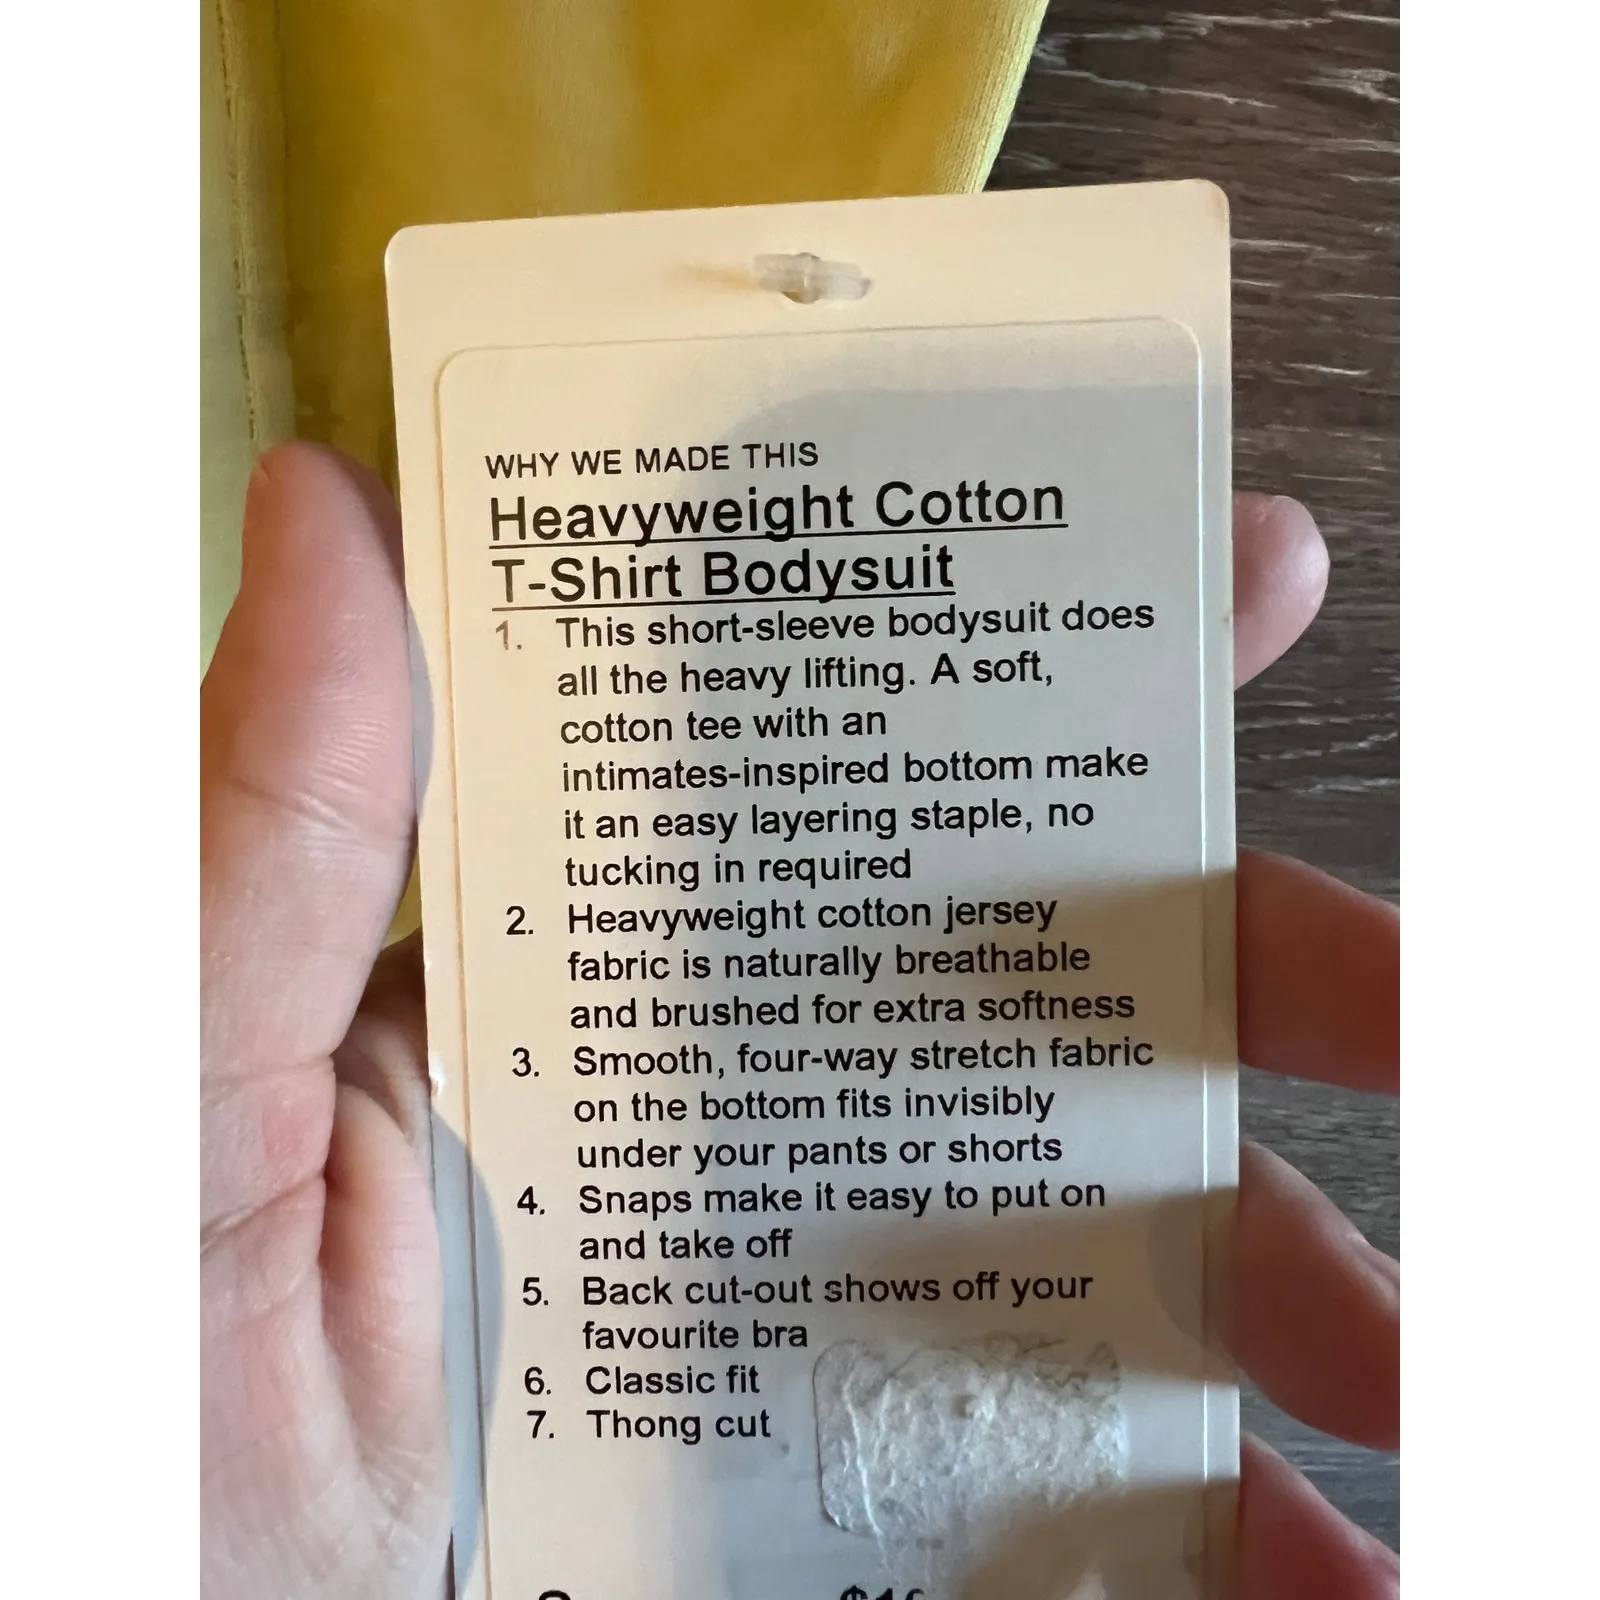 WHY WE MADE THIS
Heavyweight Cotton
T-Shirt Bodysuit
1. This short-sleeve bodysuit does
all the heavy lifting. A soft,
cotton tee with an
intimates-inspired bottom make
it an easy layering staple, no
tucking in required
2. Heavyweight cotton jersey
fabric is naturally breathable
and brushed for extra softness
3. Smooth, four-way stretch fabric
on the bottom fits invisibly
under your pants or shorts
4. Snaps make it easy to put on
and take off
5. Back cut-out shows off your
favourite bra
6. Classic fit
7. Thong cut